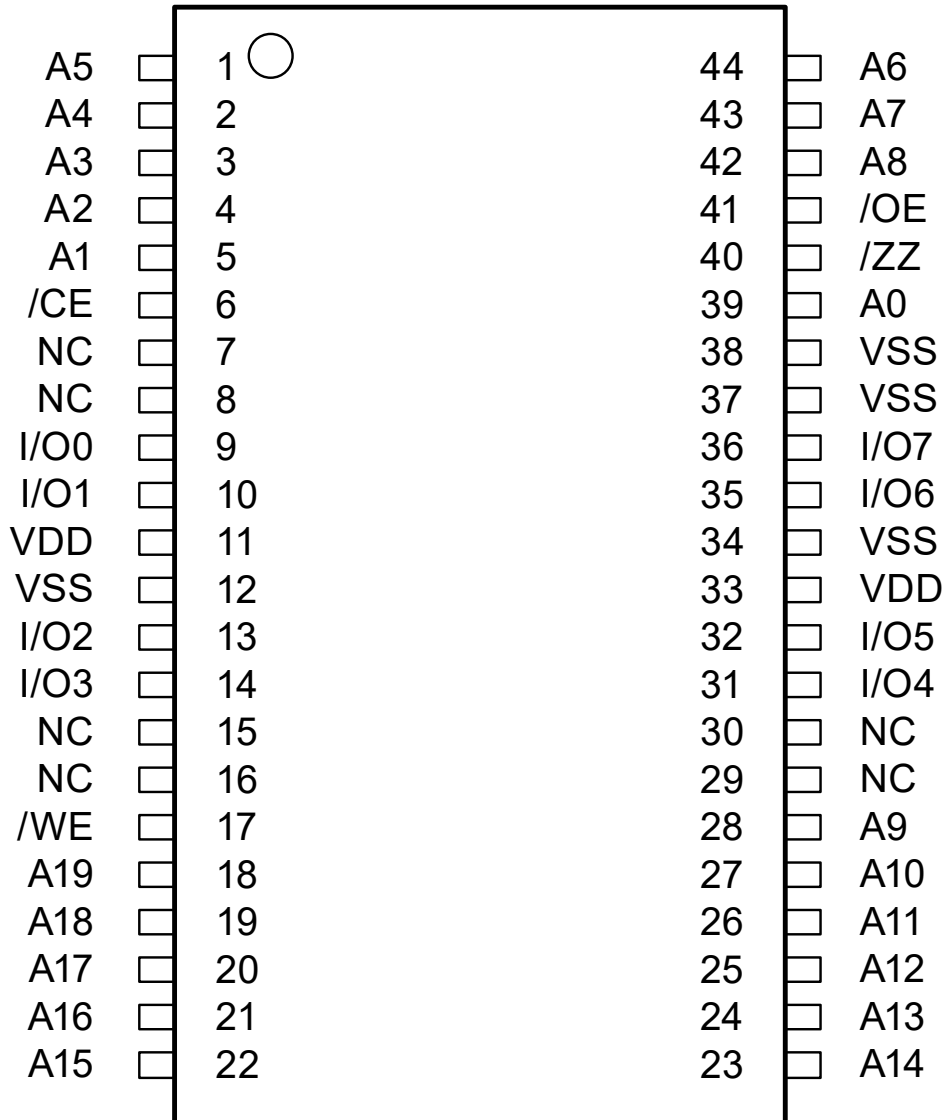 A5 1 44 A6
A4 2 43 A7
A3 3 42 A8
A2 4 41 /OE
A1 5 40 /ZZ
/CE 6 39 A0
NC 7 38 VSS
NC 8 37 VSS
I/O0 9 36 I/O7
I/O1 10 35 I/O6
VDD 11 34 VSS
VSS 12 33 VDD
I/O2 13 32 I/O5
I/O3 14 31 I/O4
NC 15 30 NC
NC 16 29 NC
/WE 17 28 A9
A19 18 27 A10
A18 19 26 A11
A17 20 25 A12
A16 21 24 A13
A15 22 23 A14